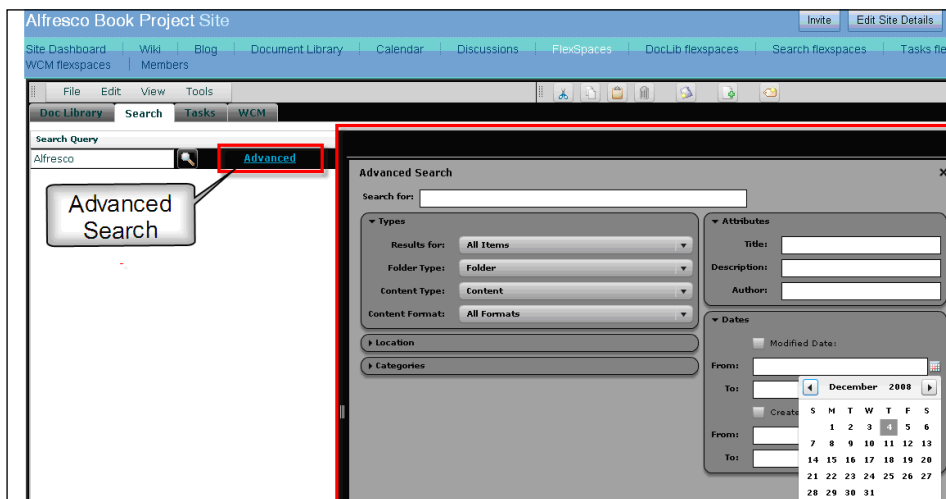 Alfresco Book Project Site
Invite
Edit Site Details
Site Dashboard | Wiki | Blog | Document Library | Calendar | Discussions | FlexSpaces | DocLib flexspaces | Search flexspaces | Tasks fle
WCM flexspaces | Members
File Edit View Tools
Doc Library Search Tasks WCM
Search Query
Alfresco
Advanced
Advanced
Search
Advanced Search
Search for:
Types
Results for: All Items
Folder Type: Folder
Content Type: Content
Content Format: All Formats
Location
Categories
Attributes
Title:
Description:
Author:
Dates
Modified Date:
From:
To:
Create
From:
To:
December 2008
S M T W T F S
1 2 3 4 5 6
7 8 9 10 11 12 13
14 15 16 17 18 19 20
21 22 23 24 25 26 27
28 29 30 31